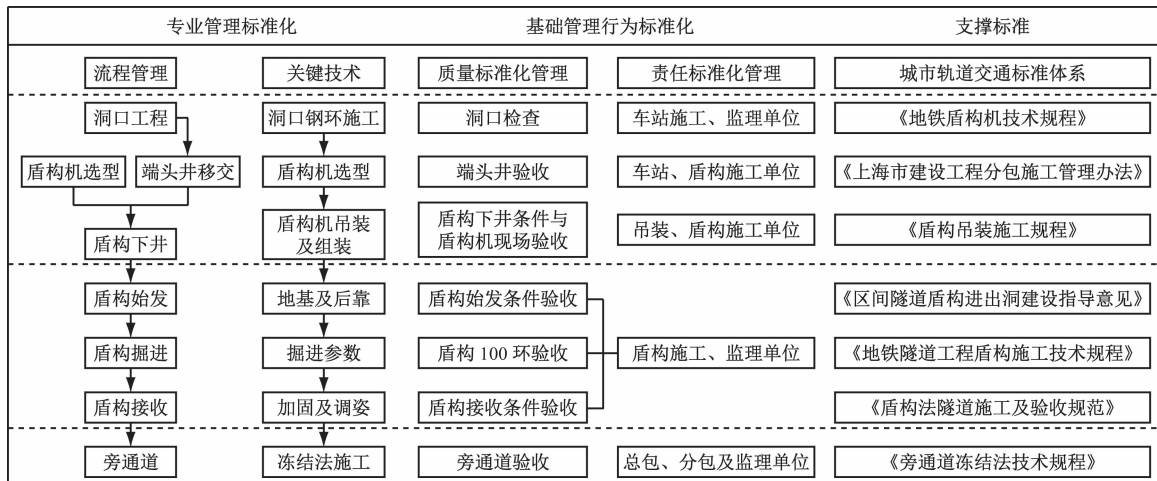 专业管理标准化 基础管理行为标准化 支撑标准
流程管理 关键技术 质量标准化管理 责任标准化管理 城市轨道交通标准体系
洞口工程 洞口钢环施工 洞口检查 车站施工、监理单位 《地铁盾构机技术规程》
盾构机选型 端头井移交 盾构机选型 端头井验收 车站、盾构施工单位 《上海市建设工程分包施工管理办法》
盾构下井 盾构机吊装
及组装 盾构下井条件与
盾构机现场验收 吊装、盾构施工单位 《盾构吊装施工规程》
盾构始发 地基及后靠 盾构始发条件验收 《区间隧道盾构进出洞建设指导意见》
盾构掘进 掘进参数 盾构 100 环验收 盾构施工、监理单位 《地铁隧道工程盾构施工技术规程》
盾构接收 加固及调姿 盾构接收条件验收 《盾构法隧道施工及验收规范》
旁通道 冻结法施工 旁通道验收 总包、分包及监理单位 《旁通道冻结法技术规程》